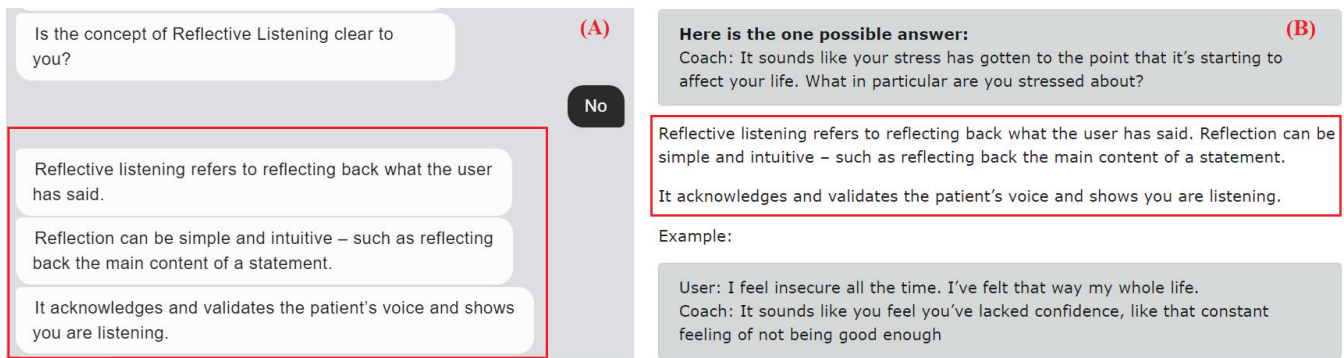 Is the concept of Reflective Listening clear to
you?
(A)
No
Reflective listening refers to reflecting back what the user
has said.
Reflection can be simple and intuitive – such as reflecting
back the main content of a statement.
It acknowledges and validates the patient’s voice and shows
you are listening.
(B)
Here is the one possible answer:
Coach: It sounds like your stress has gotten to the point that it’s starting to
affect your life. What in particular are you stressed about?
Reflective listening refers to reflecting back what the user has said. Reflection can be
simple and intuitive – such as reflecting back the main content of a statement.
It acknowledges and validates the patient’s voice and shows you are listening.
Example:
User: I feel insecure all the time. I’ve felt that way my whole life.
Coach: It sounds like you feel you’ve lacked confidence, like that constant
feeling of not being good enough